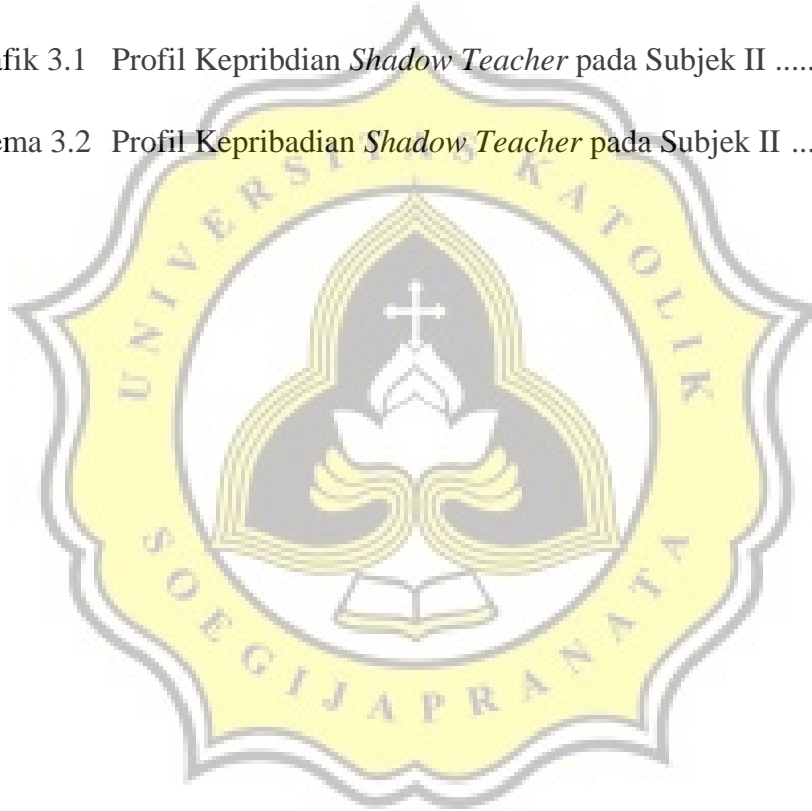 afik 3.1 Profil Kepribdian Shadow Teacher pada Subjek II .....
ema 3.2 Profil Kepribadian Shadow Teacher pada Subjek II ...
UNIVERSITAS KATOLIK
SOEGIJAPRANATA